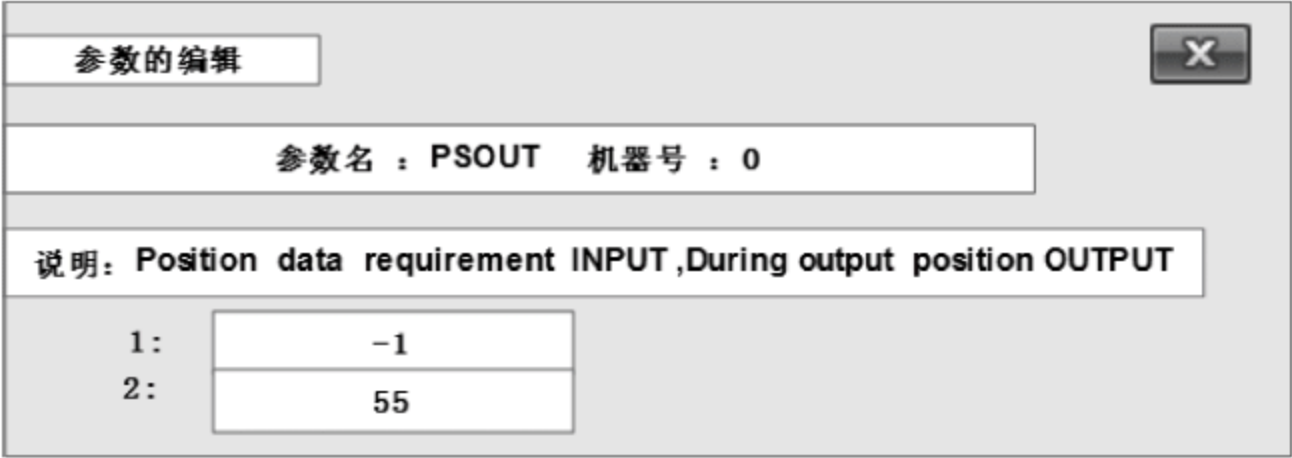 参数的编辑
参数名 ：PSOUT 机器号 ：0
说明：Position data requirement INPUT ,During output position OUTPUT
1: -1
2: 55